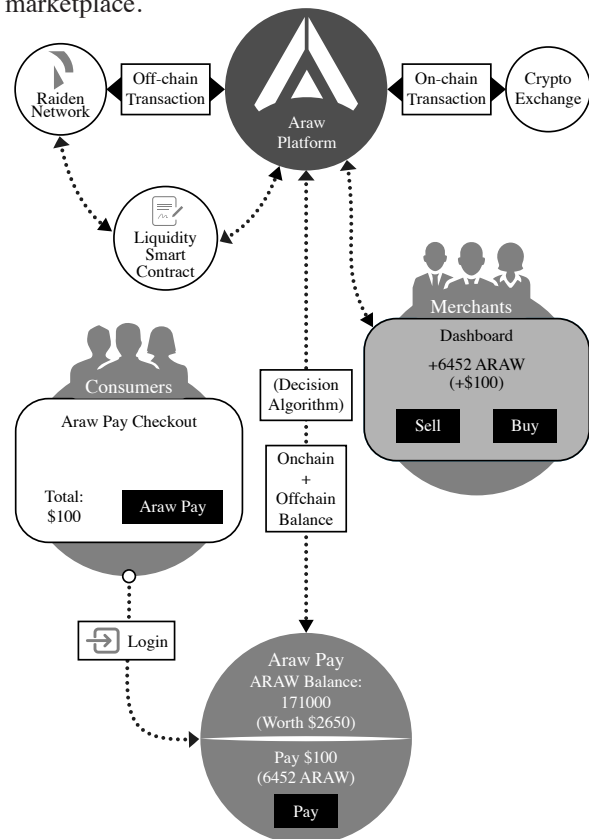 marketplace.
Raiden
Network
Off-chain
Transaction
Araw
Platform
On-chain
Transaction
Crypto
Exchange
Liquidity
Smart
Contract
Merchants
Dashboard
+6452 ARAW
(+$100)
Sell
Buy
Consumers
Araw Pay Checkout
Total:
$100
Araw Pay
(Decision
Algorithm)
Onchain
+
Offchain
Balance
Login
Araw Pay
ARAW Balance:
171000
(Worth $2650)
Pay $100
(6452 ARAW)
Pay